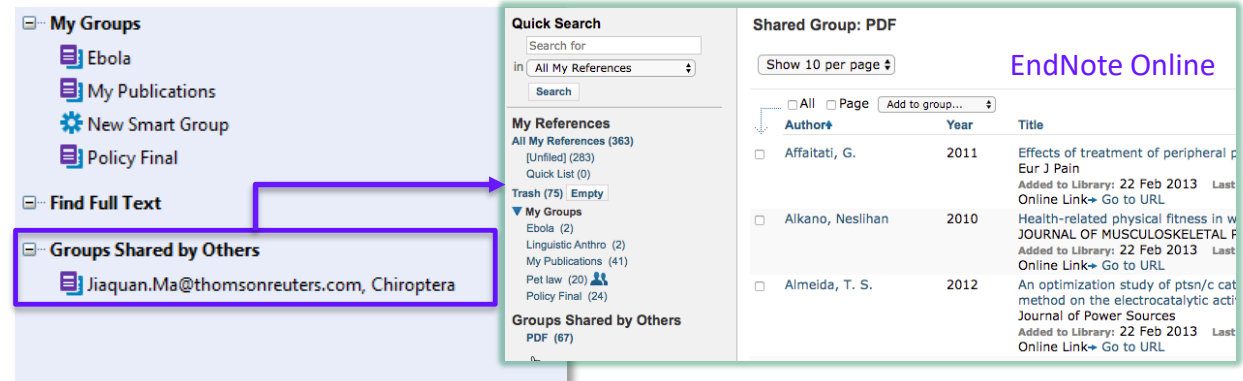 My Groups
Ebola
My Publications
New Smart Group
Policy Final
Find Full Text
Groups Shared by Others
Jiaquan.Ma@thomsonreuters.com, Chiroptera
Quick Search
Search for
in All My References
Search
My References
All My References (363)
[Unfiled] (283)
Quick List (0)
Trash (75) Empty
My Groups
Ebola (2)
Linguistic Anthro (2)
My Publications (41)
Pet law (20)
Policy Final (24)
Groups Shared by Others
PDF (67)
Shared Group: PDF
Show 10 per page
EndNote Online
All Page Add to group...
Author Year Title
Affaitati, G. 2011 Effects of treatment of peripheral p
Eur J Pain
Added to Library: 22 Feb 2013 Last
Online Link→ Go to URL
Alkano, Neslihan 2010 Health-related physical fitness in w
JOURNAL OF MUSCULOSKELETAL
Added to Library: 22 Feb 2013 Last
Online Link→ Go to URL
Almeida, T. S. 2012 An optimization study of ptsn/c cat
method on the electrocatalytic acti
Journal of Power Sources
Added to Library: 22 Feb 2013 Last
Online Link→ Go to URL